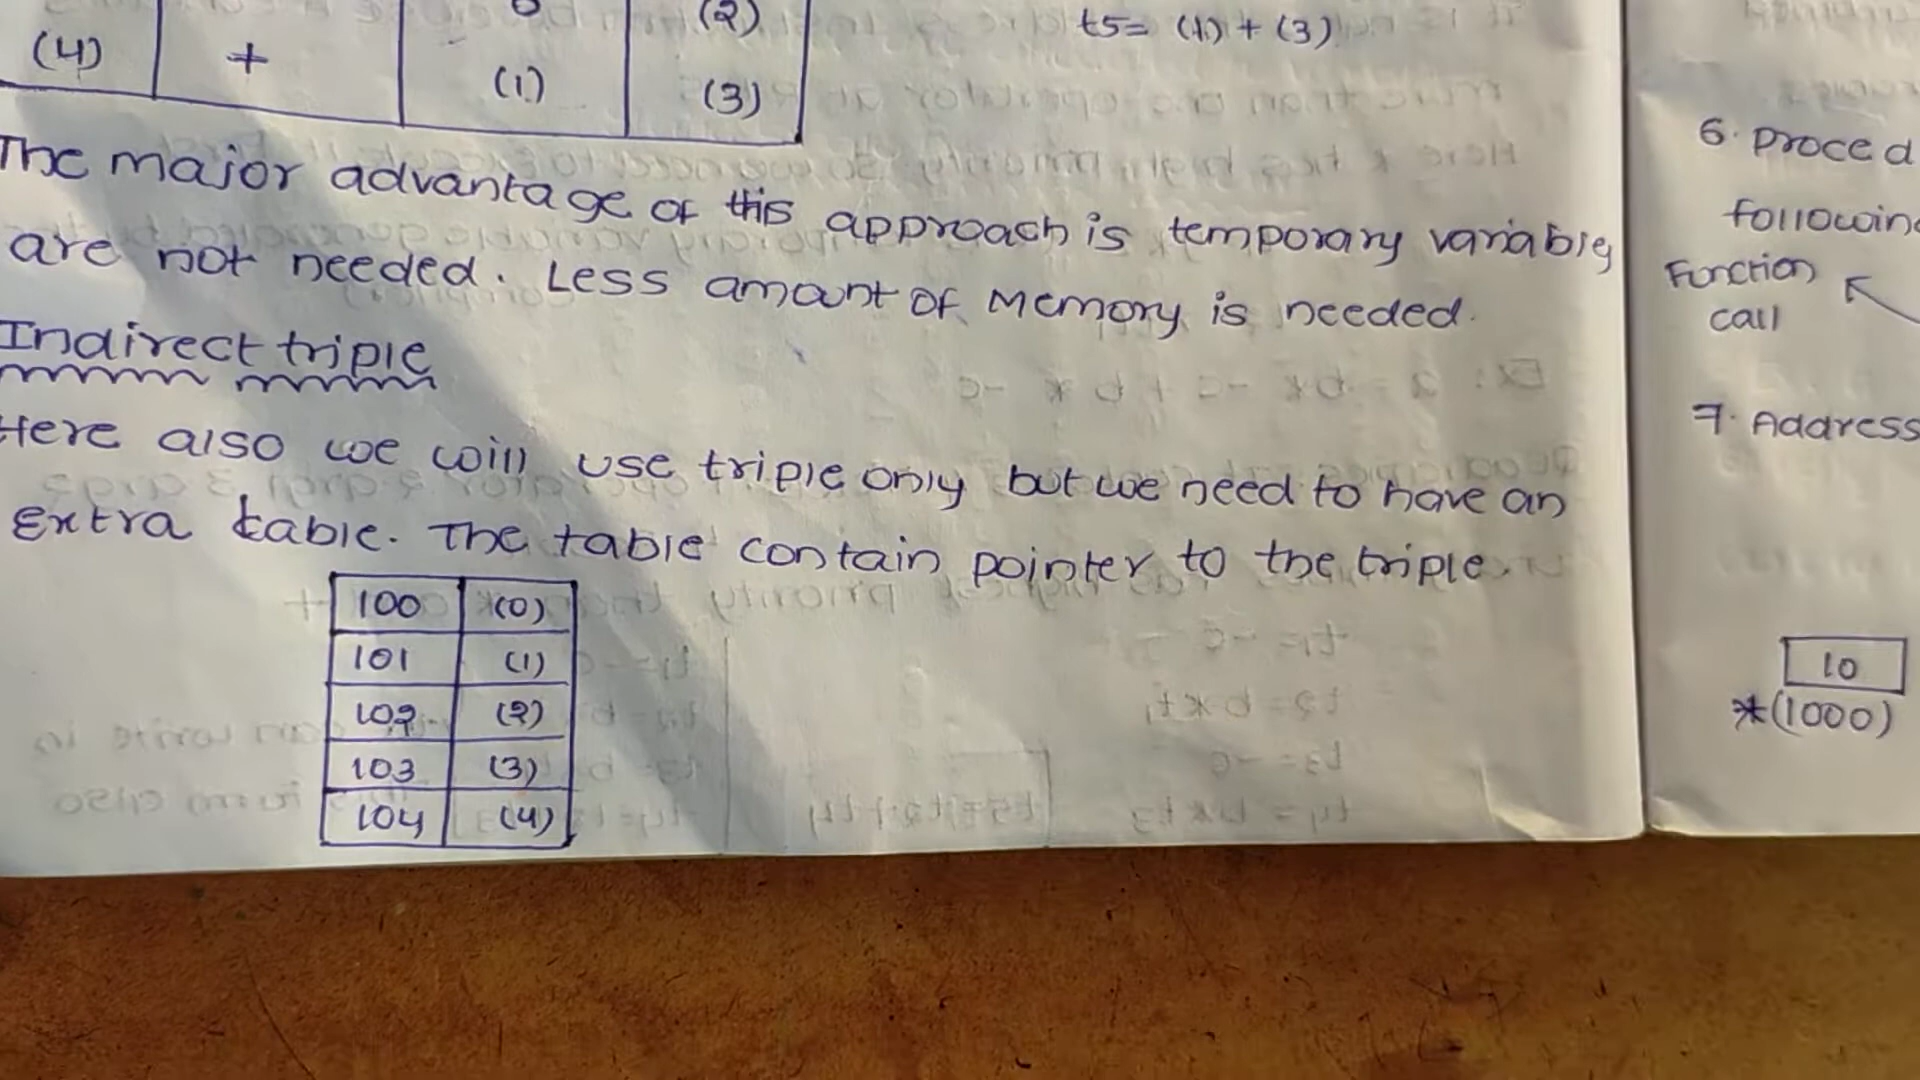 (2)
t5= (1) + (3)
(4) + (1) (3)
The major advantage of this approach is temporary variables
are not needed. Less amount of Memory is needed.
Indirect triple
Here also we will use triple only but we need to have an
Extra table. The table contain pointer to the triple.
100 (0)
101 (1)
102 (2)
103 (3)
104 (4)
6. Proced
followin
Function
call
7. Address
10
*(1000)